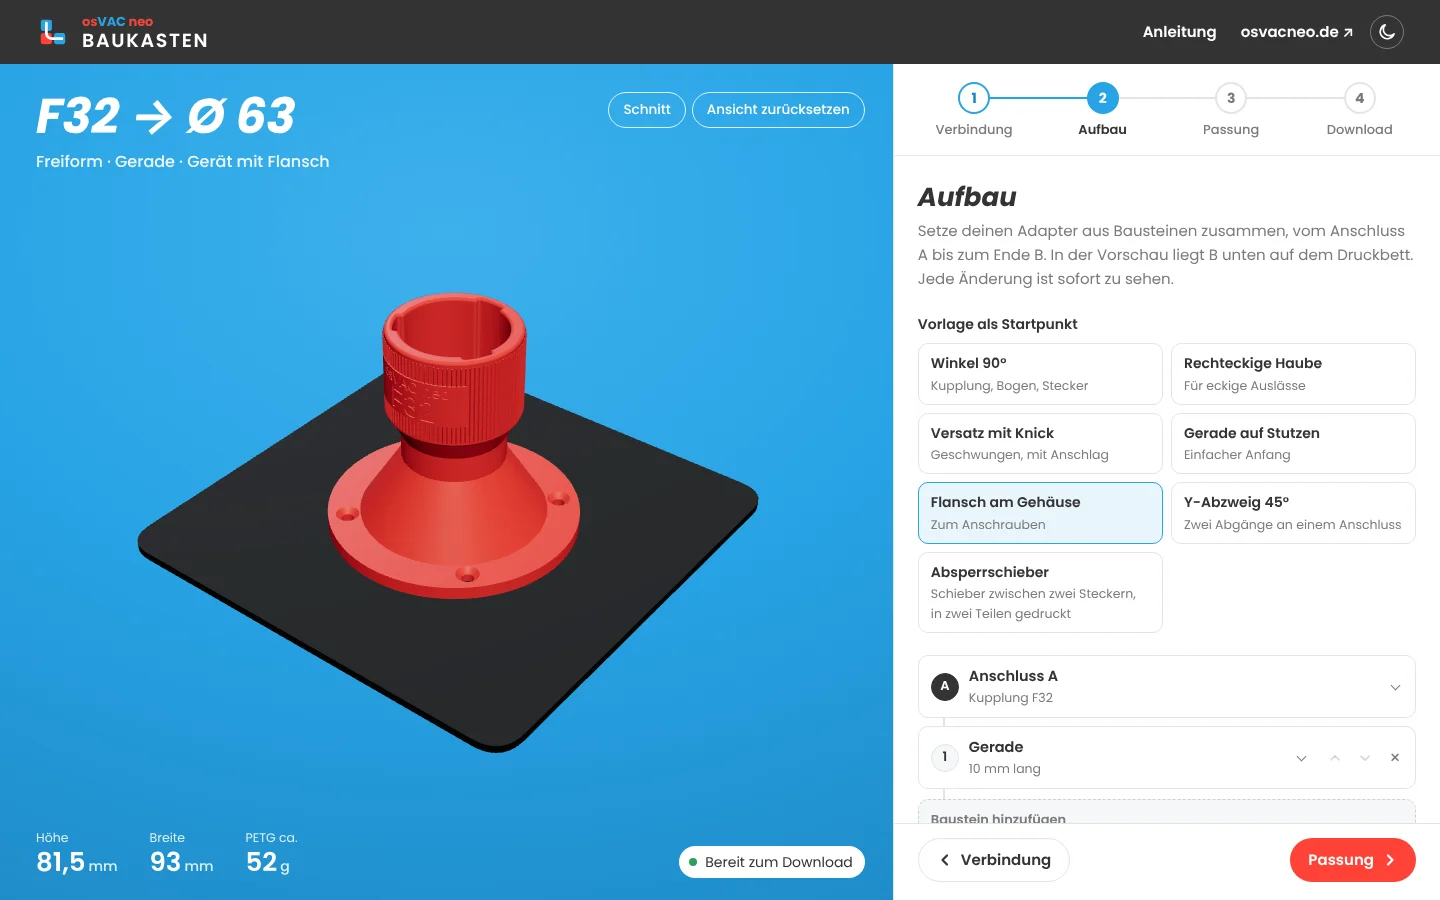 osVAC neo
BAUKASTEN
Anleitung
osvacneo.de ↗
F32 → Ø 63
Freiform · Gerade · Gerät mit Flansch
Schnitt
Ansicht zurücksetzen
F32
Höhe
81,5 mm
Breite
93 mm
PETG ca.
52 g
Bereit zum Download
1
Verbindung
2
Aufbau
3
Passung
4
Download
Aufbau
Setze deinen Adapter aus Bausteinen zusammen, vom Anschluss
A bis zum Ende B. In der Vorschau liegt B unten auf dem Druckbett.
Jede Änderung ist sofort zu sehen.
Vorlage als Startpunkt
Winkel 90°
Kupplung, Bogen, Stecker
Rechteckige Haube
Für eckige Auslässe
Versatz mit Knick
Geschwungen, mit Anschlag
Gerade auf Stutzen
Einfacher Anfang
Flansch am Gehäuse
Zum Anschrauben
Y-Abzweig 45°
Zwei Abgänge an einem Anschluss
Absperrschieber
Schieber zwischen zwei Steckern,
in zwei Teilen gedruckt
A
Anschluss A
Kupplung F32
1
Gerade
10 mm lang
Baustein hinzufügen
Verbindung
Passung